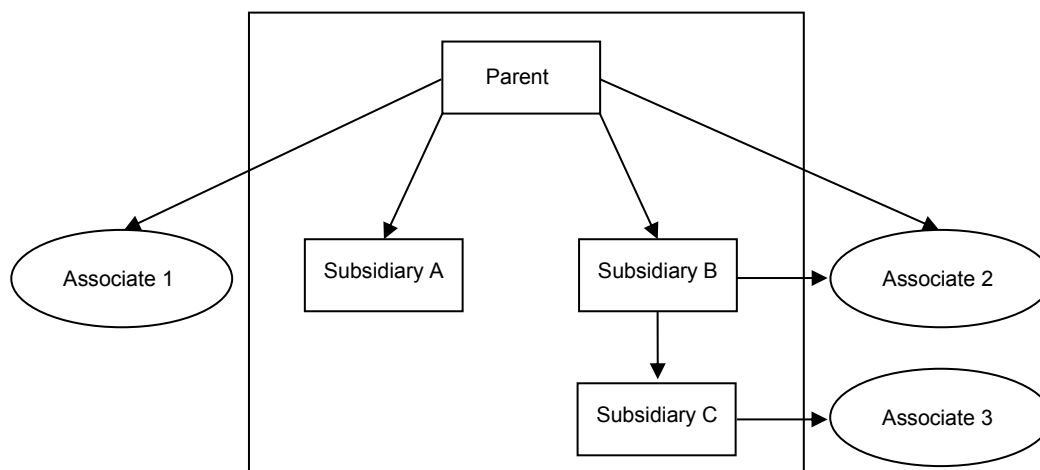 Parent
Associate 1
Subsidiary A
Subsidiary B
Associate 2
Subsidiary C
Associate 3